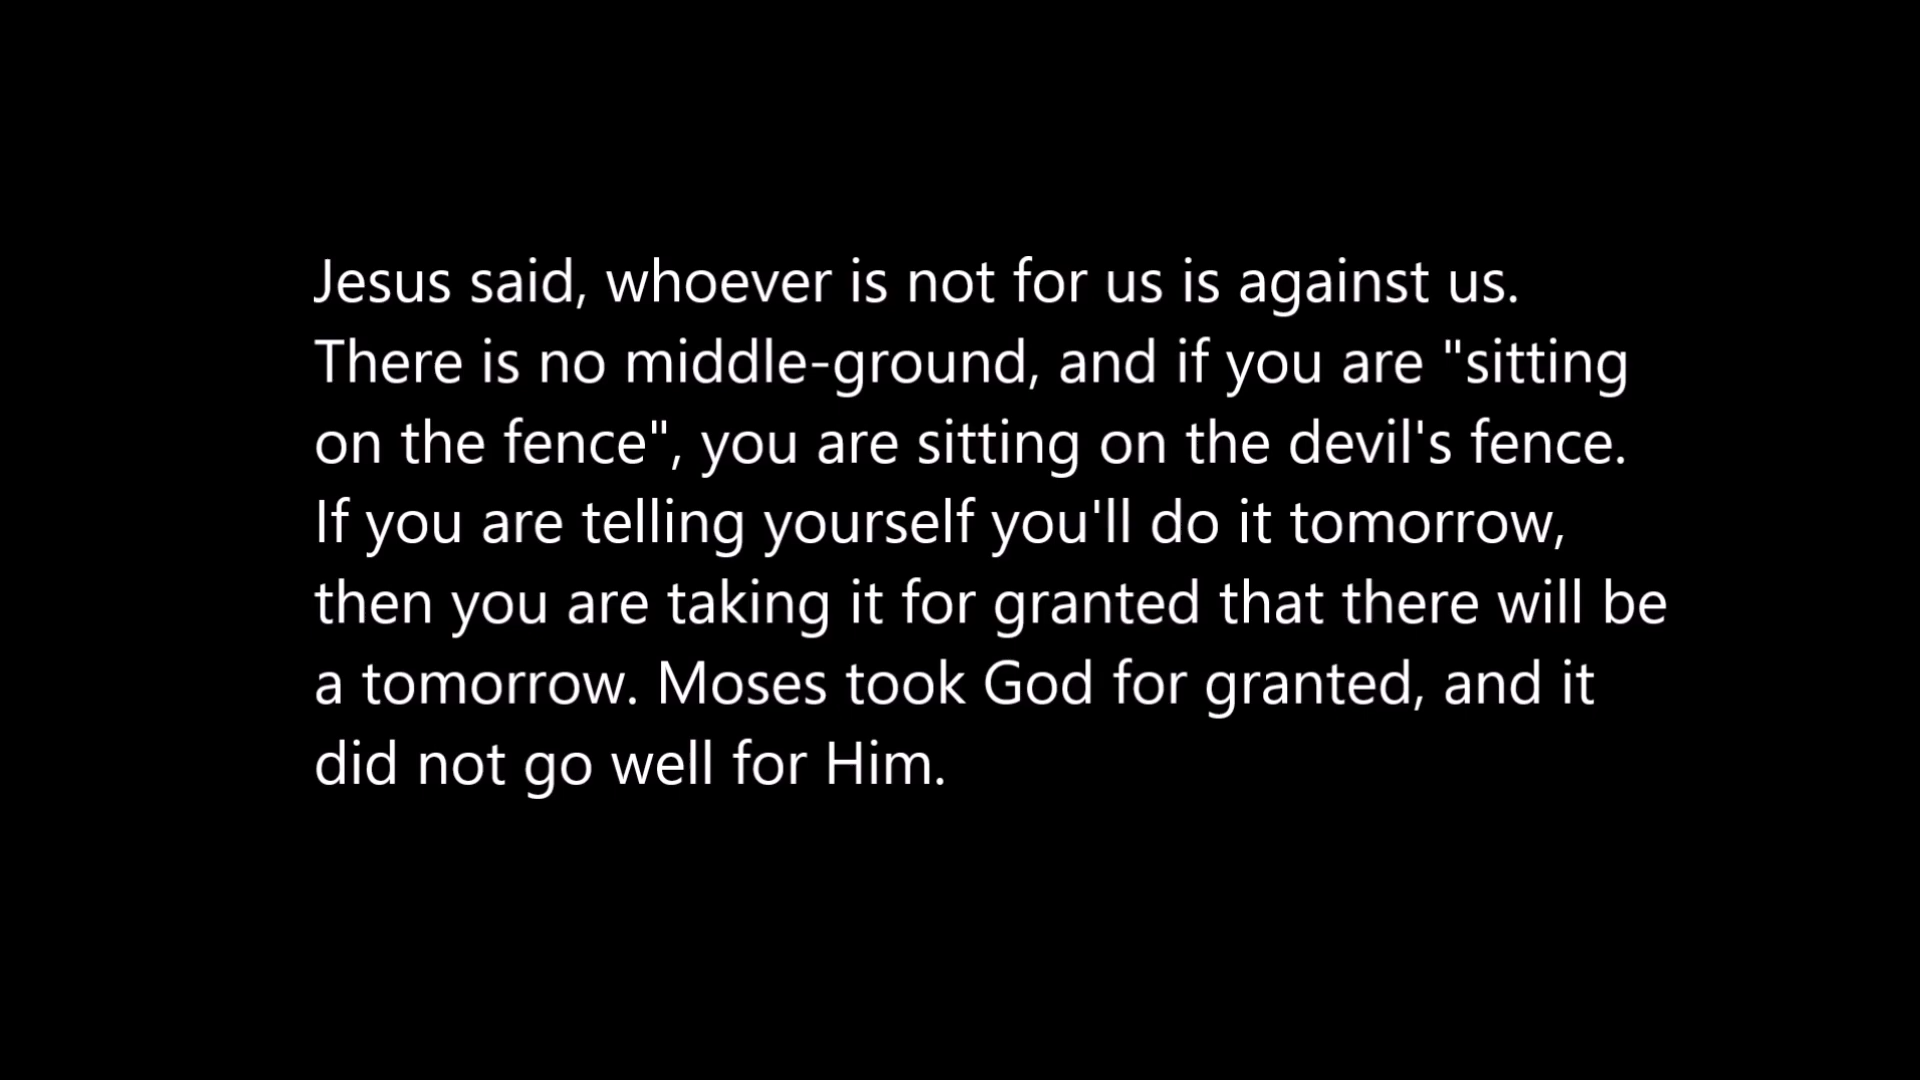 Jesus said, whoever is not for us is against us.
There is no middle-ground, and if you are "sitting
on the fence", you are sitting on the devil's fence.
If you are telling yourself you'll do it tomorrow,
then you are taking it for granted that there will be
a tomorrow. Moses took God for granted, and it
did not go well for Him.